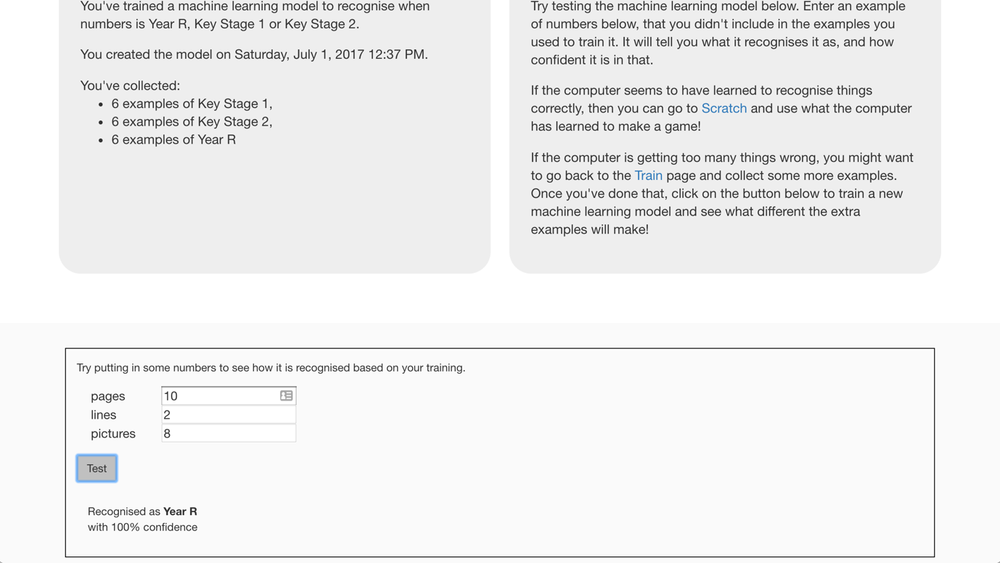 You've trained a machine learning model to recognise when
numbers is Year R, Key Stage 1 or Key Stage 2.
You created the model on Saturday, July 1, 2017 12:37 PM.
You've collected:
• 6 examples of Key Stage 1,
• 6 examples of Key Stage 2,
• 6 examples of Year R
Try testing the machine learning model below. Enter an example
of numbers below, that you didn't include in the examples you
used to train it. It will tell you what it recognises it as, and how
confident it is in that.
If the computer seems to have learned to recognise things
correctly, then you can go to Scratch and use what the computer
has learned to make a game!
If the computer is getting too many things wrong, you might want
to go back to the Train page and collect some more examples.
Once you've done that, click on the button below to train a new
machine learning model and see what different the extra
examples will make!
Try putting in some numbers to see how it is recognised based on your training.
pages 10
lines 2
pictures 8
Test
Recognised as Year R
with 100% confidence